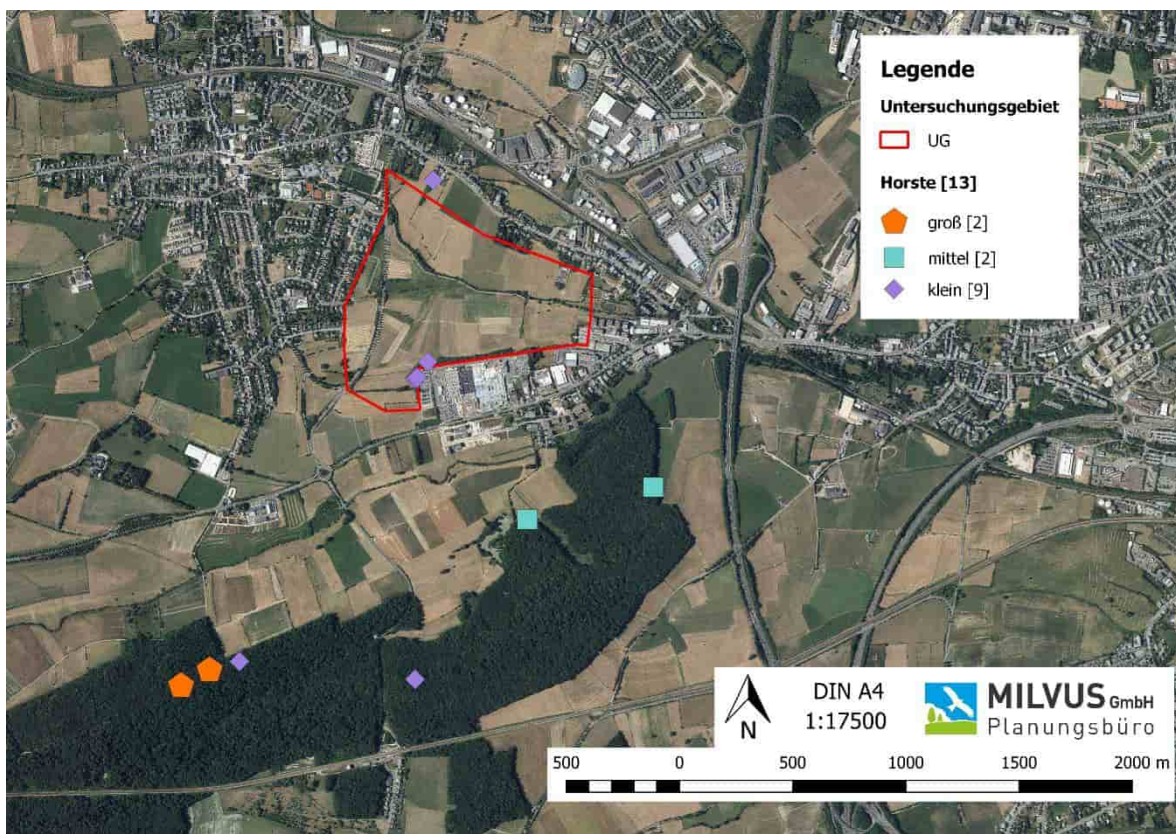 Legende
Untersuchungsgebiet
UG
Horste [13]
groß [2]
mittel [2]
klein [9]
N
DIN A4
1:17500
MILVUS GmbH
Planungsbüro
500 0 500 1000 1500 2000 m